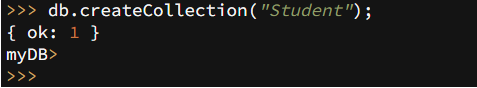 >>> db.createCollection("Student");
{ ok: 1 }
myDB>
>>>